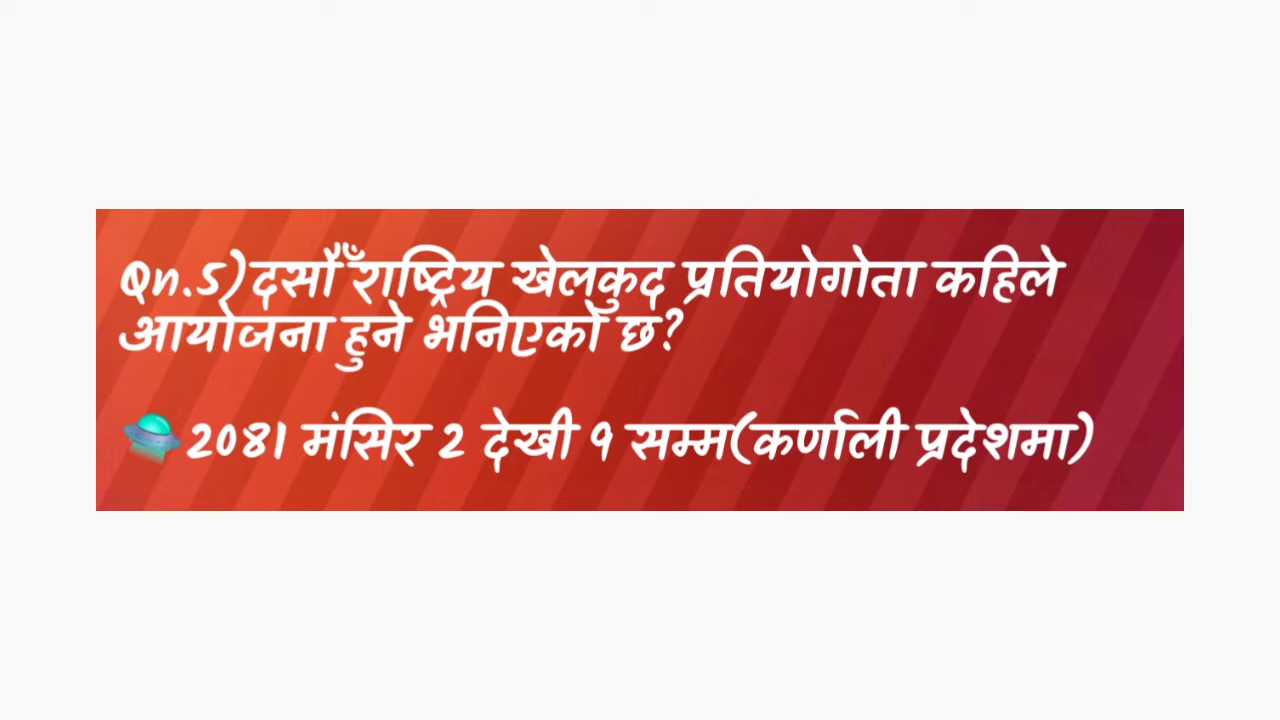 Qn.5)दसौँ राष्ट्रिय खेलकुद प्रतियोगोता कहिले
आयोजना हुने भनिएको छ?
2081 मंसिर 2 देखी 9 सम्म(कर्णाली प्रदेशमा)